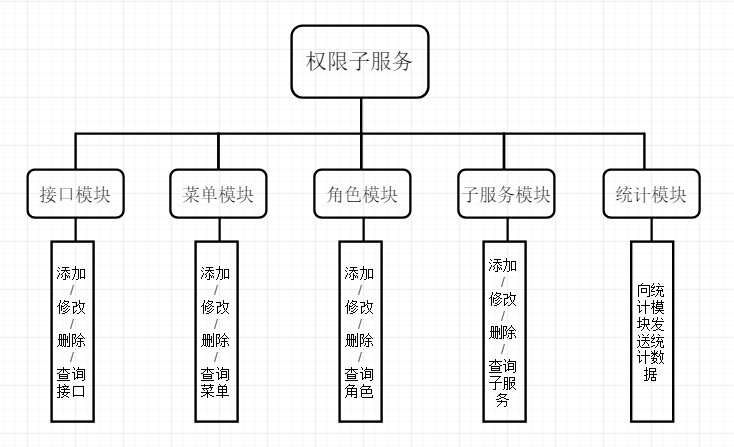 权限子服务
接口模块
菜单模块
角色模块
子服务模块
统计模块
添加
/
修改
/
删除
/
查询
接口
添加
/
修改
/
删除
/
查询
菜单
添加
/
修改
/
删除
/
查询
角色
添加
/
修改
/
删除
/
查询
子服
务
向统
计模
块发
送统
计数
据